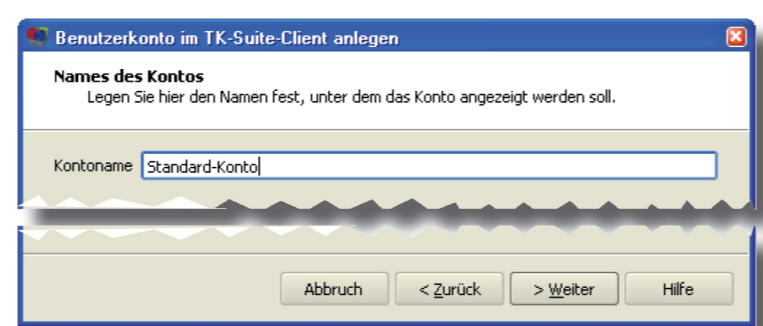 Benutzerkonto im TK-Suite-Client anlegen
Names des Kontos
Legen Sie hier den Namen fest, unter dem das Konto angezeigt werden soll.
Kontoname Standard-Konto
Abbruch < Zurück > Weiter Hilfe